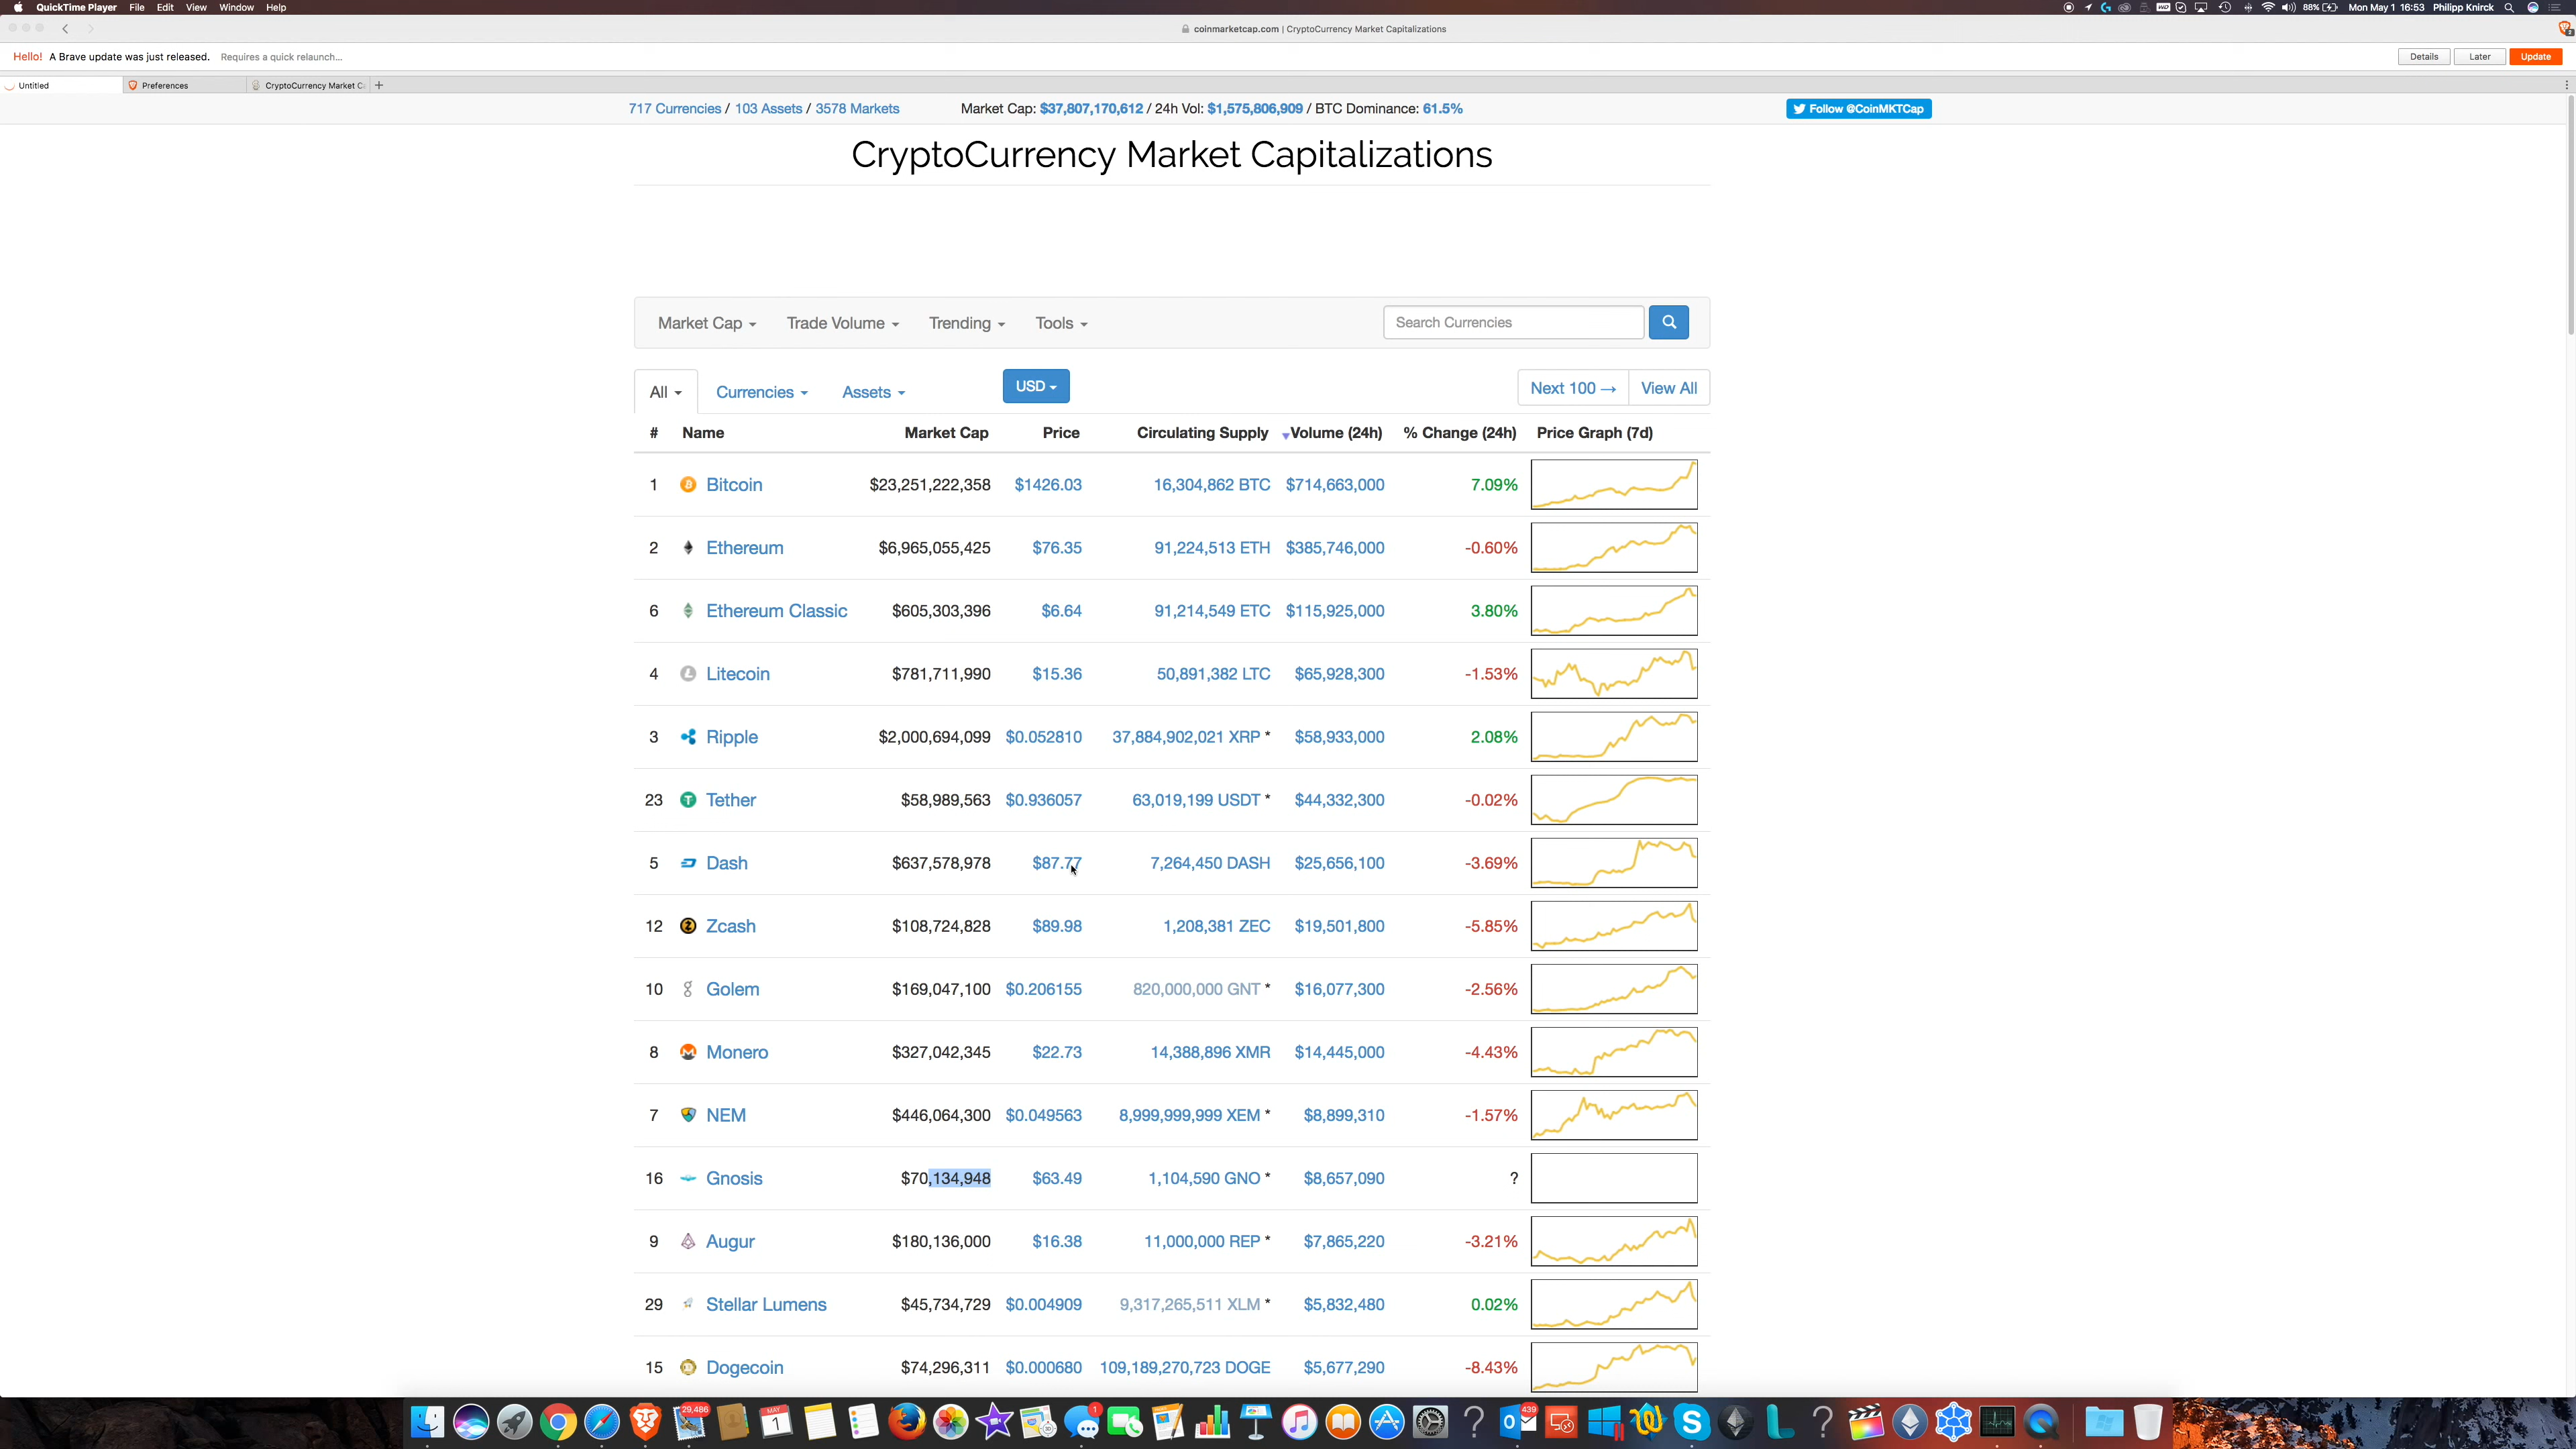 QuickTime Player File Edit View Window Help 88% Mon May 1 16:53 Philipp Knirck
coinmarketcap.com | CryptoCurrency Market Capitalizations
Hello! A Brave update was just released. Requires a quick relaunch... Details Later Update
Untitled Preferences CryptoCurrency Market C
717 Currencies / 103 Assets / 3578 Markets Market Cap: $37,807,170,612 / 24h Vol: $1,575,806,909 / BTC Dominance: 61.5% Follow @CoinMKTCap
CryptoCurrency Market Capitalizations
Market Cap Trade Volume Trending Tools Search Currencies
All Currencies Assets USD Next 100 → View All
# Name Market Cap Price Circulating Supply Volume (24h) % Change (24h) Price Graph (7d)
1 Bitcoin $23,251,222,358 $1426.03 16,304,862 BTC $714,663,000 7.09%
2 Ethereum $6,965,055,425 $76.35 91,224,513 ETH $385,746,000 -0.60%
6 Ethereum Classic $605,303,396 $6.64 91,214,549 ETC $115,925,000 3.80%
4 Litecoin $781,711,990 $15.36 50,891,382 LTC $65,928,300 -1.53%
3 Ripple $2,000,694,099 $0.052810 37,884,902,021 XRP * $58,933,000 2.08%
23 Tether $58,989,563 $0.936057 63,019,199 USDT * $44,332,300 -0.02%
5 Dash $637,578,978 $87.77 7,264,450 DASH $25,656,100 -3.69%
12 Zcash $108,724,828 $89.98 1,208,381 ZEC $19,501,800 -5.85%
10 Golem $169,047,100 $0.206155 820,000,000 GNT * $16,077,300 -2.56%
8 Monero $327,042,345 $22.73 14,388,896 XMR $14,445,000 -4.43%
7 NEM $446,064,300 $0.049563 8,999,999,999 XEM * $8,899,310 -1.57%
16 Gnosis $70,134,948 $63.49 1,104,590 GNO * $8,657,090 ?
9 Augur $180,136,000 $16.38 11,000,000 REP * $7,865,220 -3.21%
29 Stellar Lumens $45,734,729 $0.004909 9,317,265,511 XLM * $5,832,480 0.02%
15 Dogecoin $74,296,311 $0.000680 109,189,270,723 DOGE $5,677,290 -8.43%
29,486 MAY 1 1 439